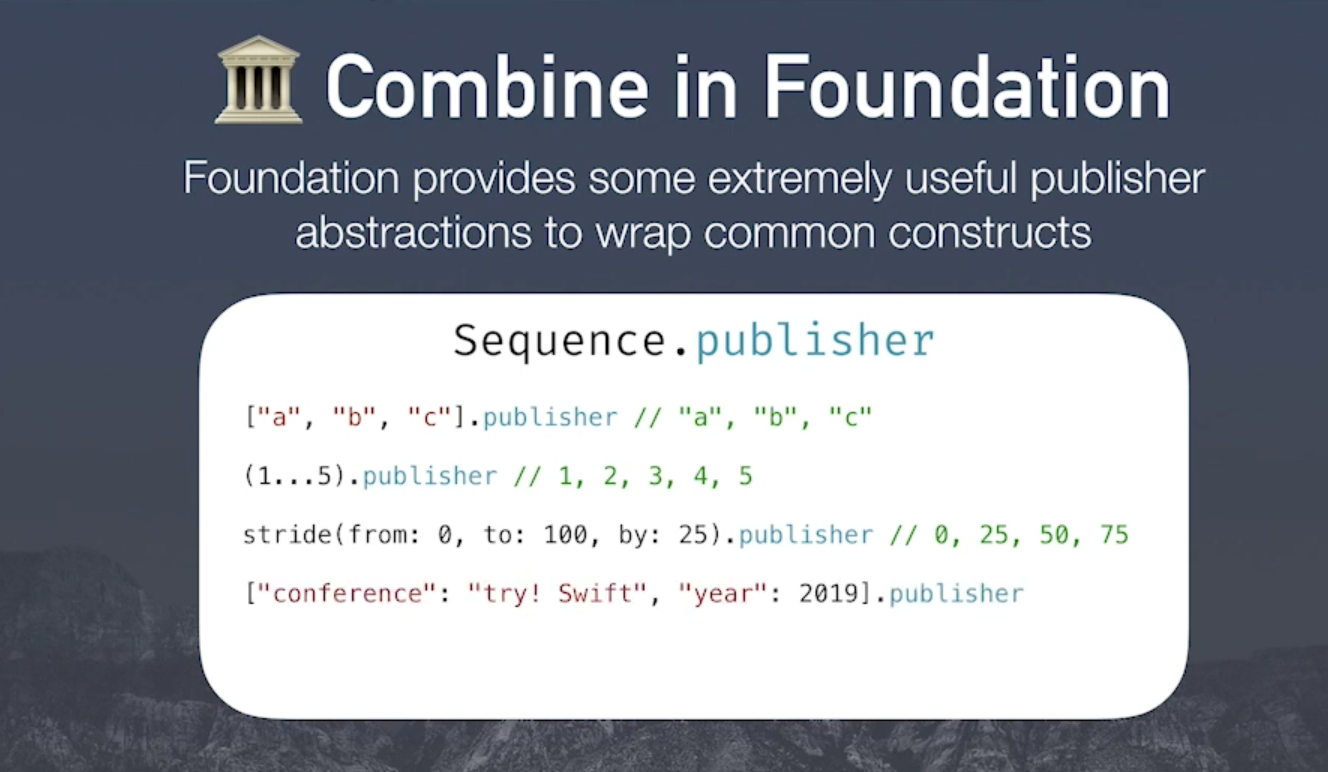 Combine in Foundation
Foundation provides some extremely useful publisher
abstractions to wrap common constructs
Sequence.publisher
["a", "b", "c"].publisher // "a", "b", "c"
(1...5).publisher // 1, 2, 3, 4, 5
stride(from: 0, to: 100, by: 25).publisher // 0, 25, 50, 75
["conference": "try! Swift", "year": 2019].publisher